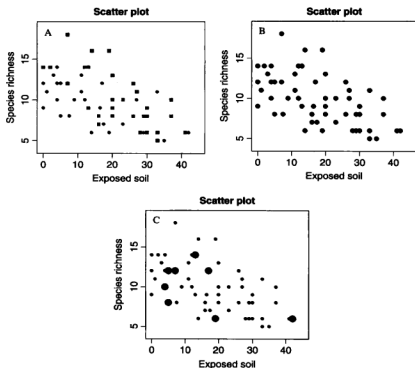 Scatter plot
A
Species richness
15
10
5
0 10 20 30 40
Exposed soil
Scatter plot
B
Species richness
15
10
5
0 10 20 30 40
Exposed soil
Scatter plot
C
Species richness
15
10
5
0 10 20 30 40
Exposed soil